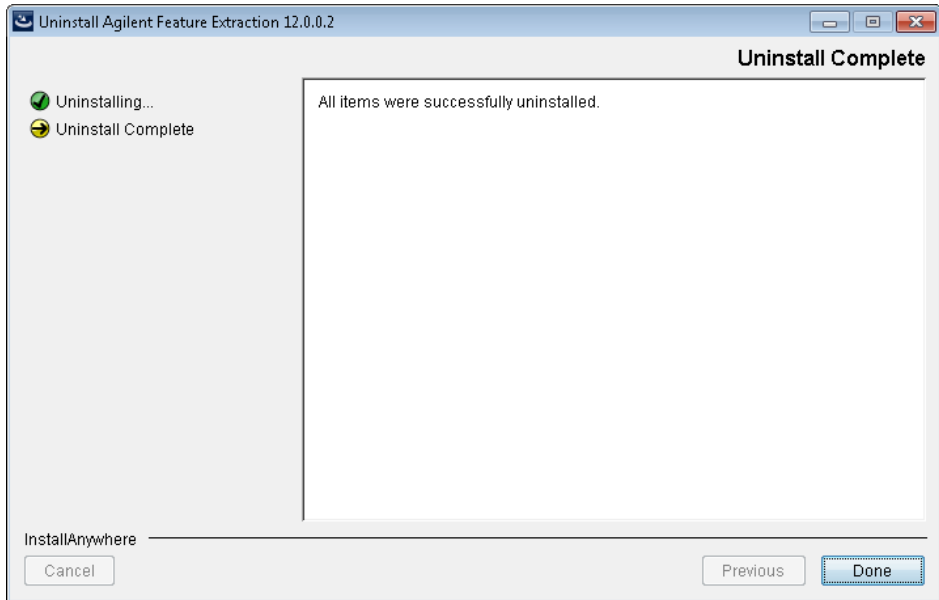 Uninstall Agilent Feature Extraction 12.0.0.2
Uninstall Complete
Uninstalling...
Uninstall Complete
All items were successfully uninstalled.
InstallAnywhere
Cancel
Previous
Done